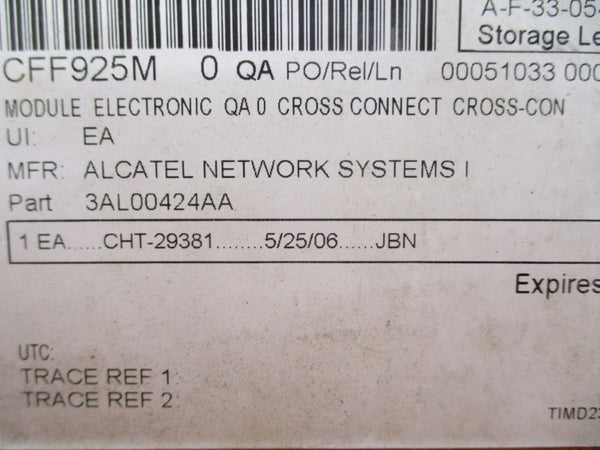 A-F-33-05
Storage Le
CFF925M 0 QA PO/Rel/Ln 00051033 000
MODULE ELECTRONIC QA 0 CROSS CONNECT CROSS-CON
UI: EA
MFR: ALCATEL NETWORK SYSTEMS I
Part 3AL00424AA
1 EA......CHT-29381........5/25/06......JBN
Expires
UTC:
TRACE REF 1:
TRACE REF 2:
TIMD23